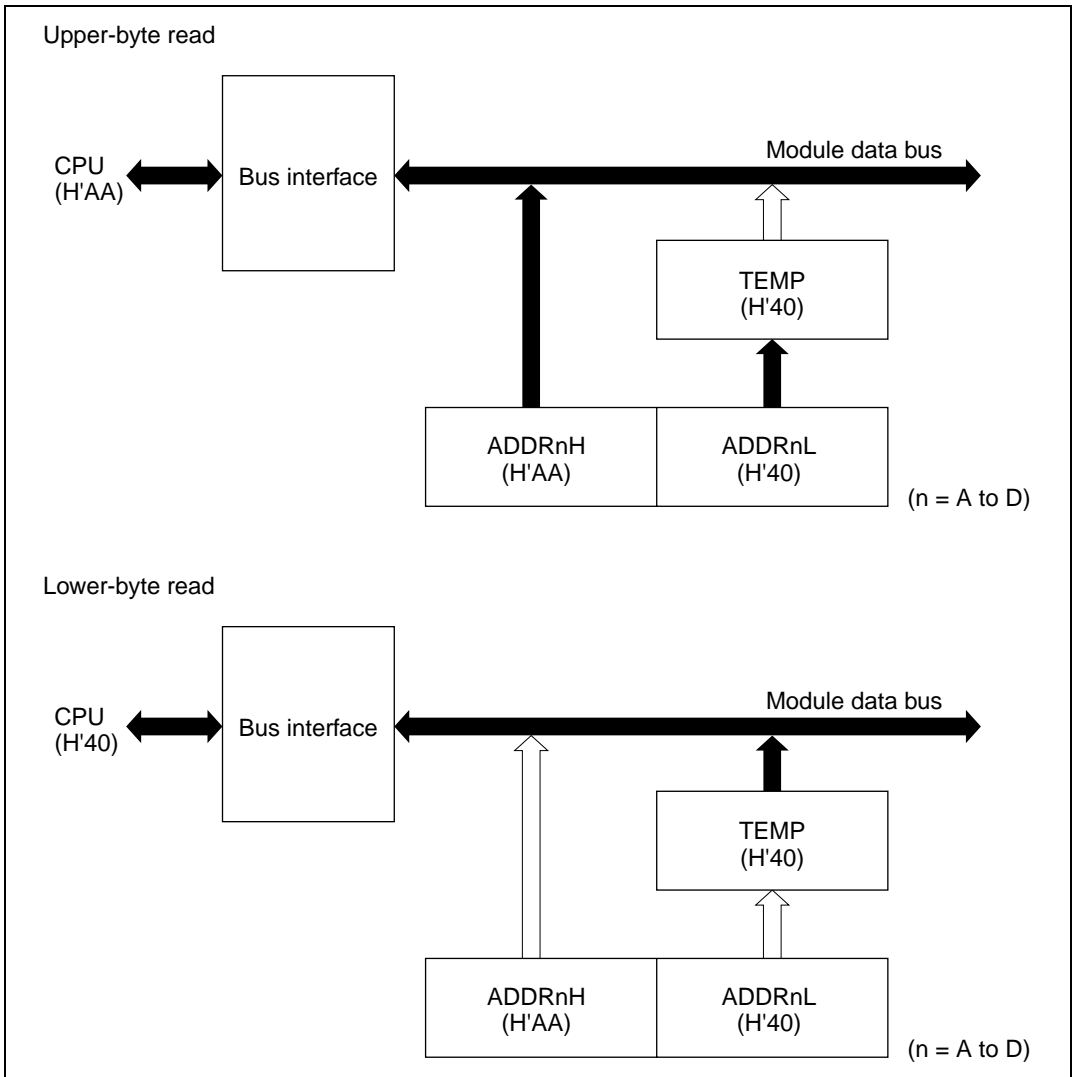 Upper-byte read
CPU
(H'AA)
Bus interface
Module data bus
TEMP
(H'40)
ADDRnH
(H'AA)
ADDRnL
(H'40)
(n = A to D)
Lower-byte read
CPU
(H'40)
Bus interface
Module data bus
TEMP
(H'40)
ADDRnH
(H'AA)
ADDRnL
(H'40)
(n = A to D)